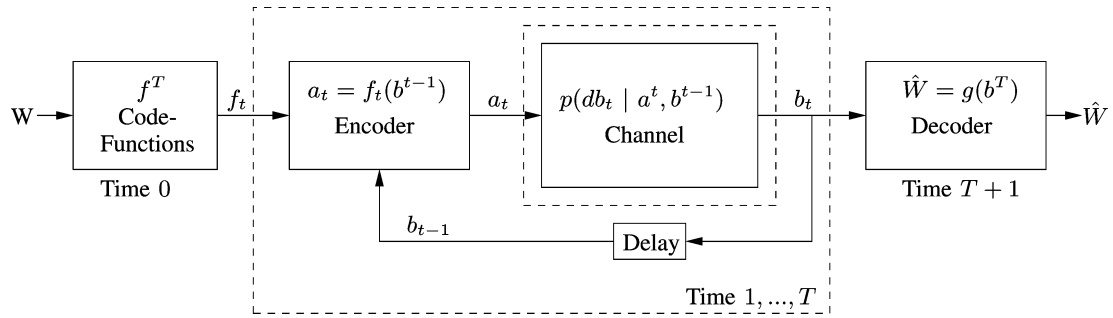 W
f^T
Code-
Functions
Time 0
f_t
a_t = f_t(b^{t-1})
Encoder
a_t
p(db_t | a^t, b^{t-1})
Channel
b_t
Ŵ = g(b^T)
Decoder
Ŵ
Time T + 1
b_{t-1}
Delay
Time 1, ..., T